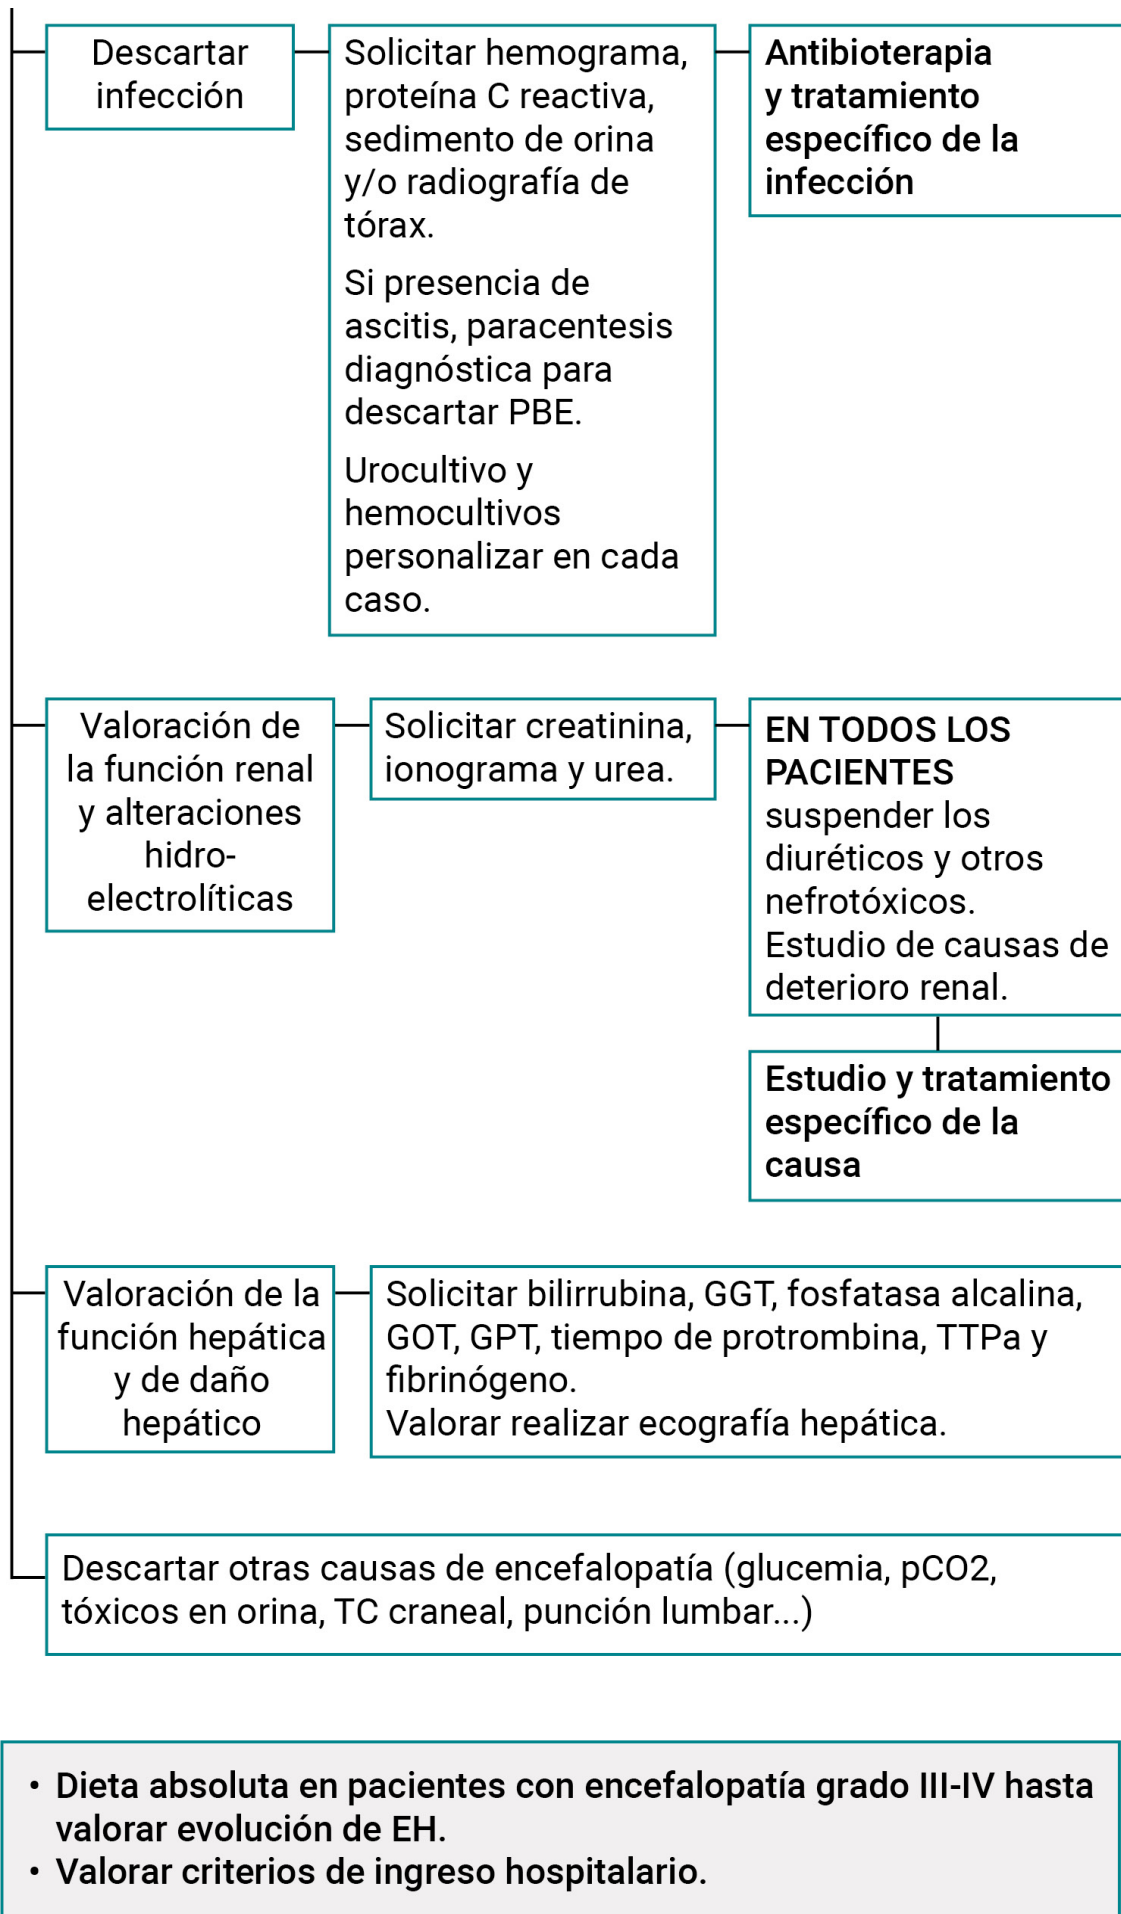 Descartar
infección
Solicitar hemograma,
proteína C reactiva,
sedimento de orina
y/o radiografía de
tórax.
Si presencia de
ascitis, paracentesis
diagnóstica para
descartar PBE.
Urocultivo y
hemocultivos
personalizar en cada
caso.
Antibioterapia
y tratamiento
específico de la
infección
Valoración de
la función renal
y alteraciones
hidro-
electrolíticas
Solicitar creatinina,
ionograma y urea.
EN TODOS LOS
PACIENTES
suspender los
diuréticos y otros
nefrotóxicos.
Estudio de causas de
deterioro renal.
Estudio y tratamiento
específico de la
causa
Valoración de la
función hepática
y de daño
hepático
Solicitar bilirrubina, GGT, fosfatasa alcalina,
GOT, GPT, tiempo de protrombina, TTPa y
fibrinógeno.
Valorar realizar ecografía hepática.
Descartar otras causas de encefalopatía (glucemia, pCO2,
tóxicos en orina, TC craneal, punción lumbar...)
• Dieta absoluta en pacientes con encefalopatía grado III-IV hasta
valorar evolución de EH.
• Valorar criterios de ingreso hospitalario.